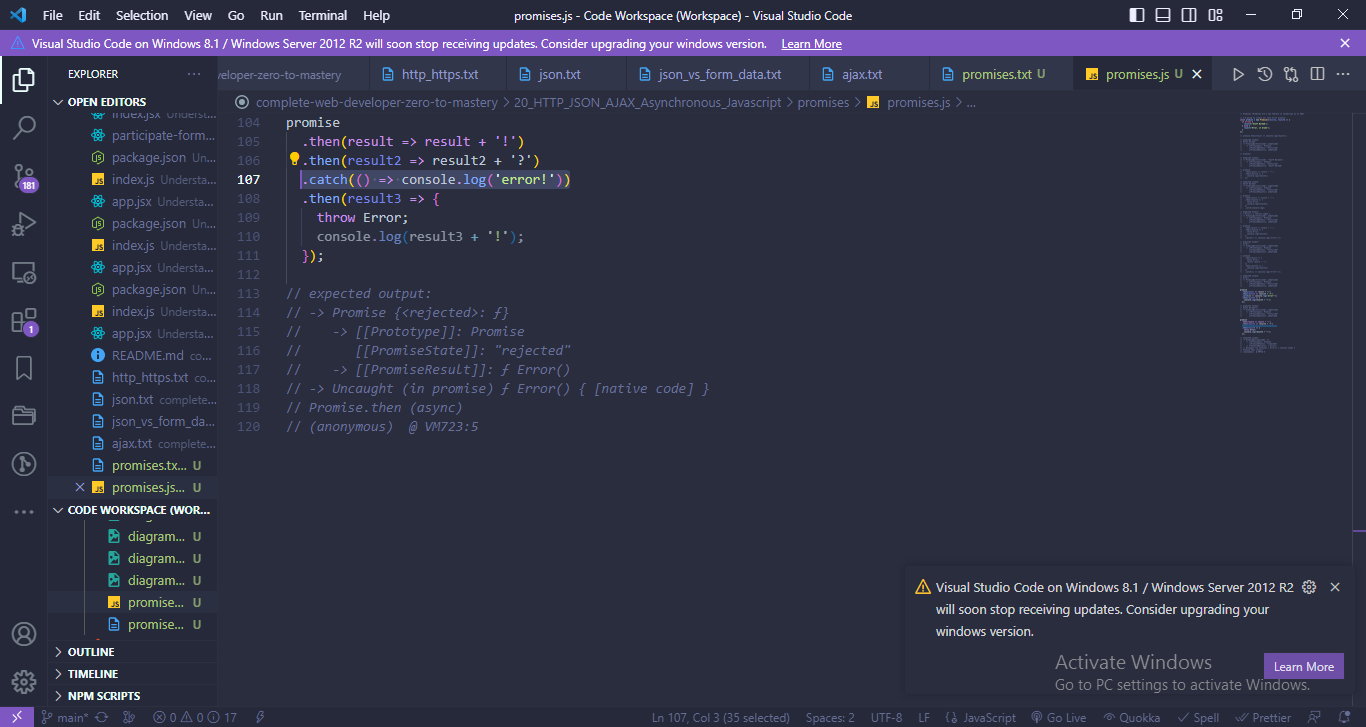 File Edit Selection View Go Run Terminal Help
promises.js - Code Workspace (Workspace) - Visual Studio Code
Visual Studio Code on Windows 8.1 / Windows Server 2012 R2 will soon stop receiving updates. Consider upgrading your windows version. Learn More
EXPLORER
veloper-zero-to-mastery http_https.txt json.txt json_vs_form_data.txt ajax.txt promises.txt U promises.js U
complete-web-developer-zero-to-mastery > 20_HTTP_JSON_AJAX_Asynchronous_Javascript > promises > promises.js > ...
OPEN EDITORS
index.jsx Understa...
participate-form...
package.json Un...
index.js Understa...
app.jsx Understa...
package.json Un...
index.js Understa...
app.jsx Understa...
package.json Un...
index.js Understa...
app.jsx Understa...
README.md co...
http_https.txt co...
json.txt complete...
json_vs_form_da...
ajax.txt complete...
promises.tx... U
promises.js... U
CODE WORKSPACE (WOR...
diagram... U
diagram... U
diagram... U
promise... U
promise... U
OUTLINE
TIMELINE
NPM SCRIPTS
181
1
104 promise
105 .then(result => result + '!')
106 .then(result2 => result2 + '?')
107 .catch(() => console.log('error!'))
108 .then(result3 => {
109 throw Error;
110 console.log(result3 + '!');
111 });
112
113 // expected output:
114 // -> Promise {<rejected>: ƒ}
115 // -> [[Prototype]]: Promise
116 // [[PromiseState]]: "rejected"
117 // -> [[PromiseResult]]: ƒ Error()
118 // -> Uncaught (in promise) ƒ Error() { [native code] }
119 // Promise.then (async)
120 // (anonymous) @ VM723:5
Visual Studio Code on Windows 8.1 / Windows Server 2012 R2
will soon stop receiving updates. Consider upgrading your
windows version.
Learn More
Activate Windows
Go to PC settings to activate Windows.
main* 0 0 17 Ln 107, Col 3 (35 selected) Spaces: 2 UTF-8 LF {} JavaScript Go Live Quokka Spell Prettier